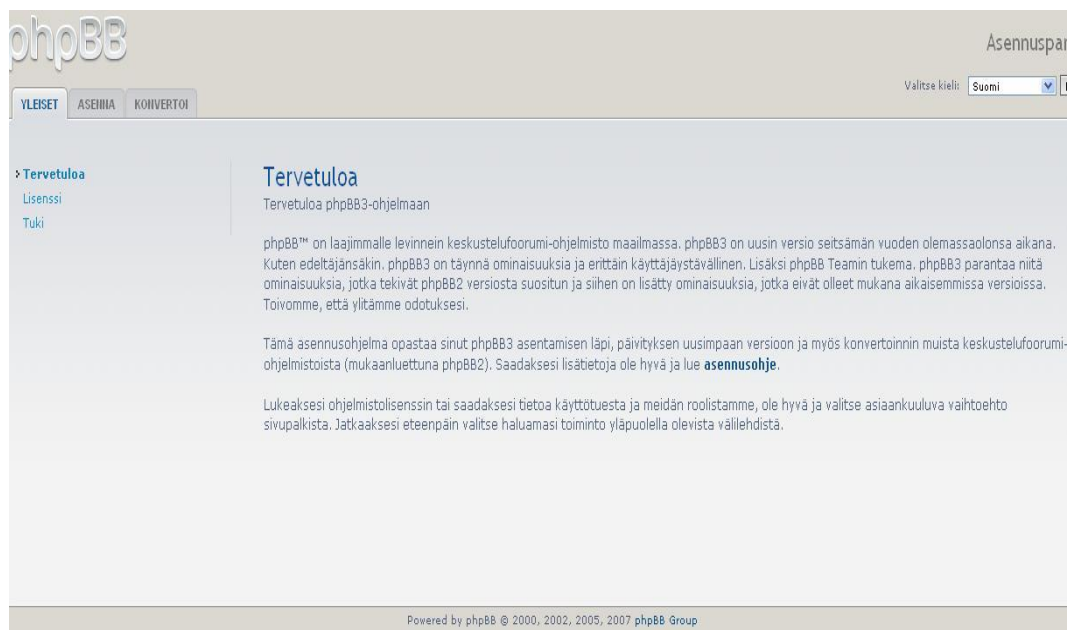 phpBB
Asennuspa
Valitse kieli: Suomi
YLEISET ASENNA KONVERTOI
Tervetuloa
Lisenssi
Tuki
Tervetuloa
Tervetuloa phpBB3-ohjelmaan
phpBB™ on laajimmalle levinnein keskustelufoorumi-ohjelmisto maailmassa. phpBB3 on uusin versio seitsämän vuoden olemassaolonsa aikana.
Kuten edeltäjänsäkin. phpBB3 on täynnä ominaisuuksia ja erittäin käyttäjäystävällinen. Lisäksi phpBB Teamin tukema. phpBB3 parantaa niitä
ominaisuuksia, jotka tekivät phpBB2 versiosta suositun ja siihen on lisätty ominaisuuksia, jotka eivät olleet mukana aikaisemmissa versioissa.
Toivomme, että ylitämme odotuksesi.
Tämä asennusohjelma opastaa sinut phpBB3 asentamisen läpi, päivityksen uusimpaan versioon ja myös konvertoinnin muista keskustelufoorumi-
ohjelmistoista (mukaanluettuna phpBB2). Saadaksesi lisätietoja ole hyvä ja lue asennusohje.
Lukeaksesi ohjelmistolisenssin tai saadaksesi tietoa käyttötuesta ja meidän roolistamme, ole hyvä ja valitse asiaankuuluva vaihtoehto
sivupalkista. Jatkaaksesi eteenpäin valitse haluamasi toiminto yläpuolella olevista välilehdistä.
Powered by phpBB © 2000, 2002, 2005, 2007 phpBB Group